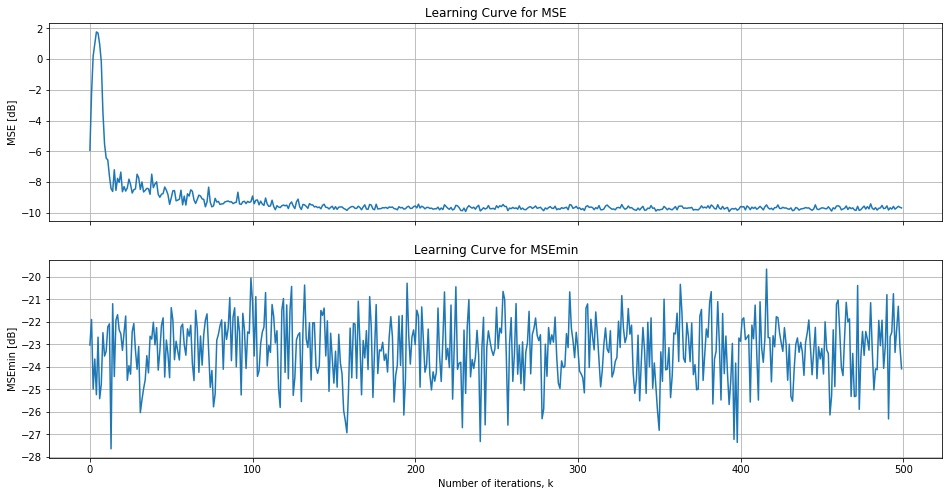 Learning Curve for MSE
MSE [dB]
2
0
−2
−4
−6
−8
−10
Learning Curve for MSEmin
MSEmin [dB]
−20
−21
−22
−23
−24
−25
−26
−27
−28
0 100 200 300 400 500
Number of iterations, k